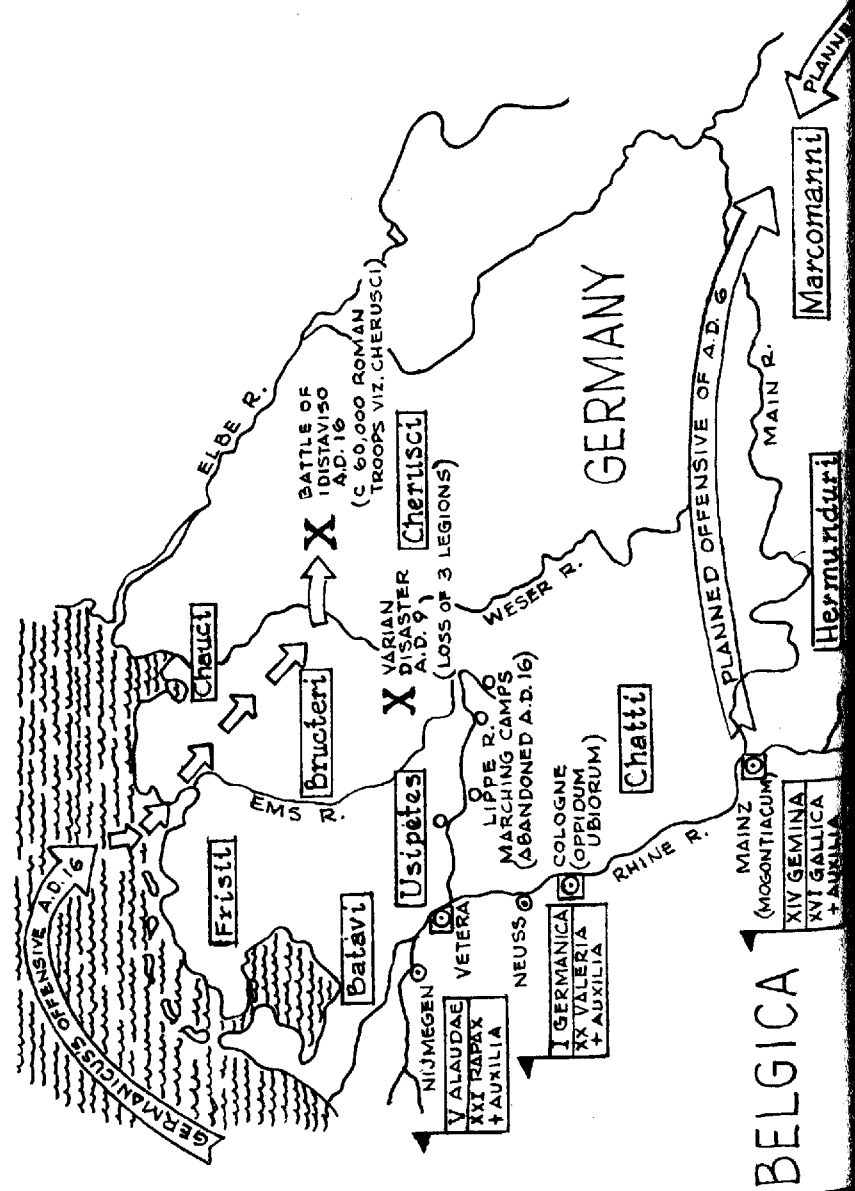 GERMANICUS'S OFFENSIVE A.D.16
ELBE R.
Chauci
Frisii
Bructeri
EMS R.
BATTLE OF
IDISTAVISO
A.D. 16
(C 60,000 ROMAN
TROOPS VIZ. CHERUSCI)
X
Cherusci
X
VARIAN
DISASTER
A.D. 9
(LOSS OF 3 LEGIONS)
Batavi
Usipetes
LIPPE R.
MARCHING CAMPS
(ABANDONED A.D.16)
WESER R.
NIJMEGEN
VETERA
V ALAUDAE
XXI RAPAX
+ AUXILIA
NEUSS
COLOGNE
(OPPIDUM
UBIORUM)
I GERMANICA
XX VALERIA
+ AUXILIA
Chatti
RHINE R.
GERMANY
PLANNED OFFENSIVE OF A.D. 6
MAIN R.
MAINZ
(MOGONTIACUM)
XIV GEMINA
XVI GALLICA
+ AUXILIA
Hermunduri
Marcomanni
BELGICA